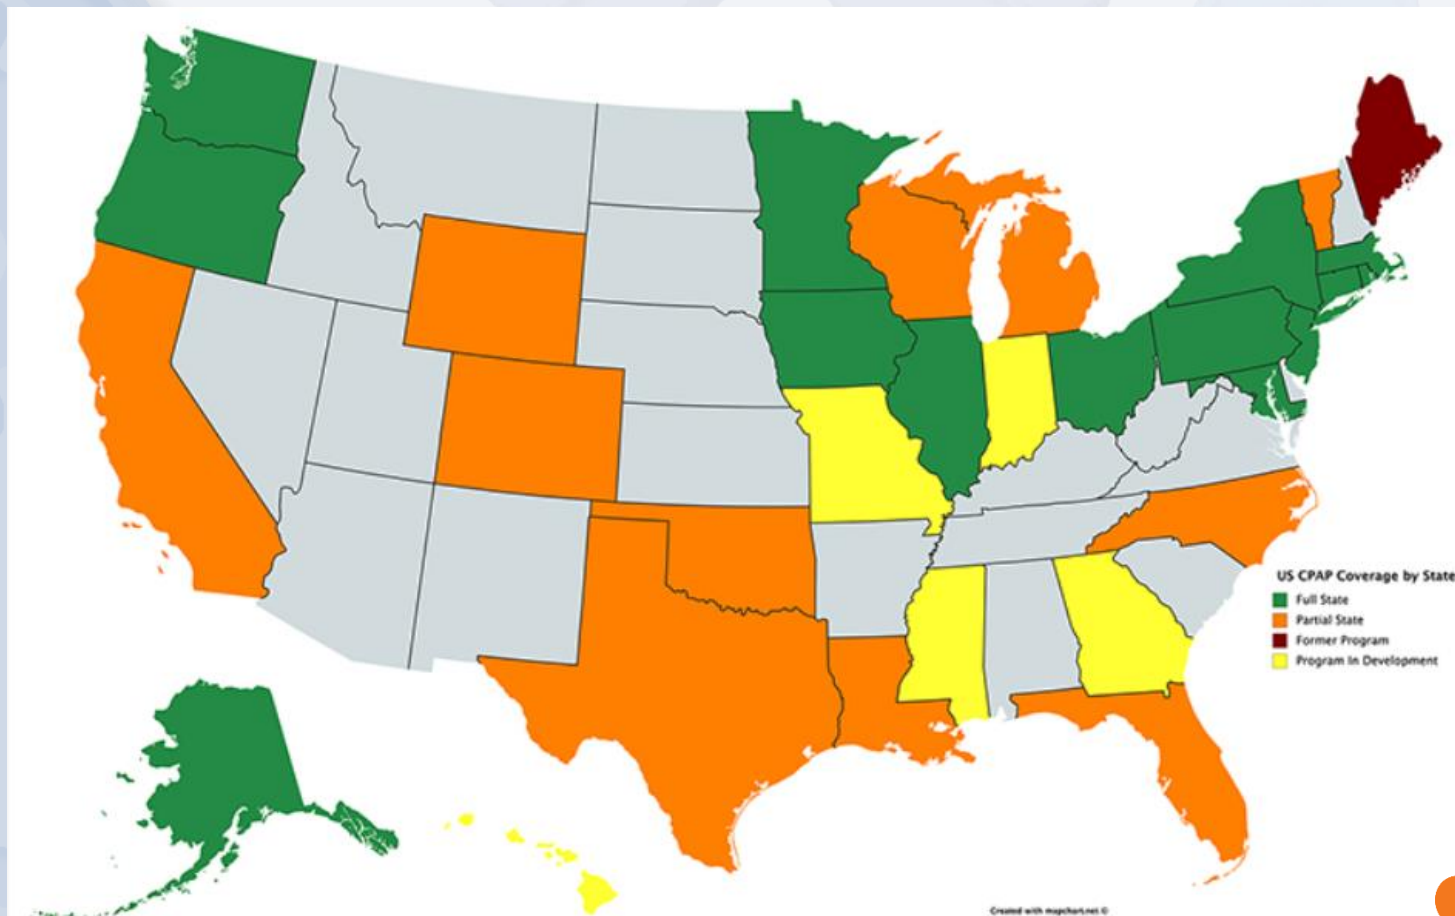 US CPAP Coverage by State
Full State
Partial State
Former Program
Program In Development
Created with mapchart.net ©